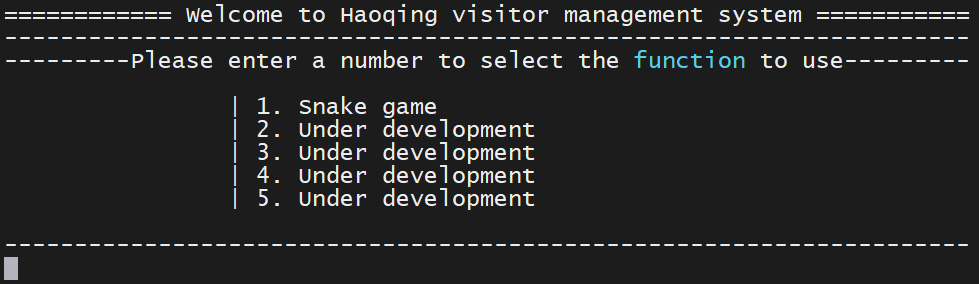 ============ Welcome to Haoqing visitor management system ===========
---------------------------------------------------------------------
---------Please enter a number to select the function to use---------
| 1. Snake game
| 2. Under development
| 3. Under development
| 4. Under development
| 5. Under development
---------------------------------------------------------------------